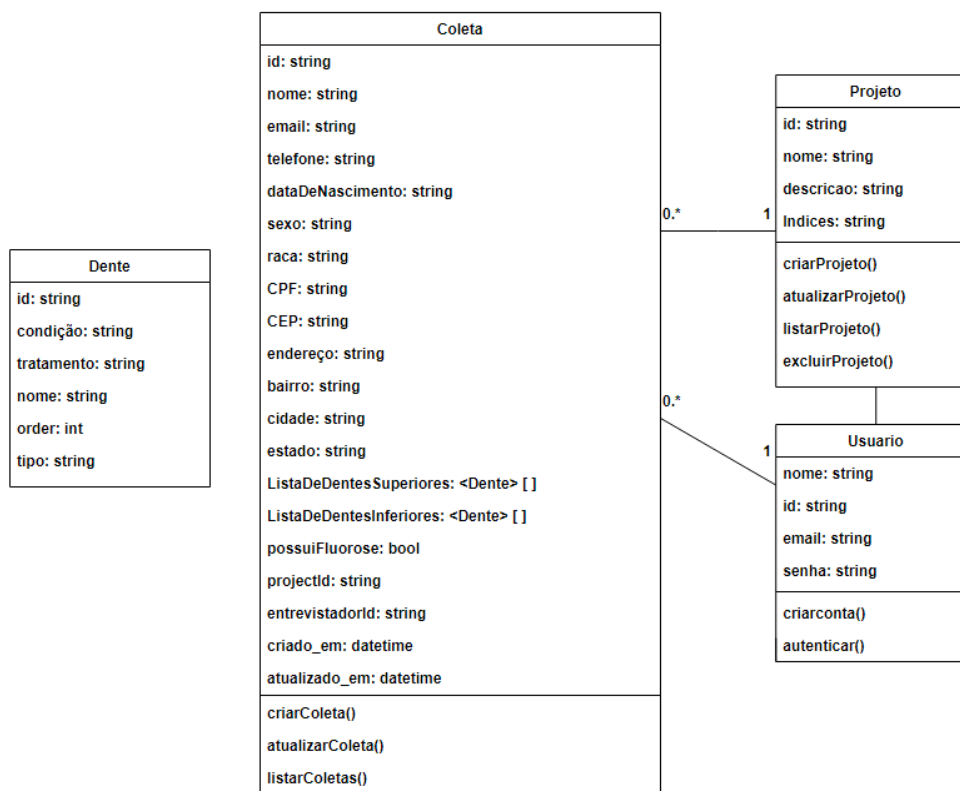 Coleta
id: string
nome: string
email: string
telefone: string
dataDeNascimento: string
sexo: string
raca: string
CPF: string
CEP: string
endereço: string
bairro: string
cidade: string
estado: string
ListaDeDentesSuperiores: <Dente> [ ]
ListaDeDentesInferiores: <Dente> [ ]
possuiFluorose: bool
projectId: string
entrevistadorId: string
criado_em: datetime
atualizado_em: datetime
criarColeta()
atualizarColeta()
listarColetas()
Dente
id: string
condição: string
tratamento: string
nome: string
order: int
tipo: string
0.*
1
0.*
1
Projeto
id: string
nome: string
descricao: string
Indices: string
criarProjeto()
atualizarProjeto()
listarProjeto()
excluirProjeto()
Usuario
nome: string
id: string
email: string
senha: string
criarconta()
autenticar()